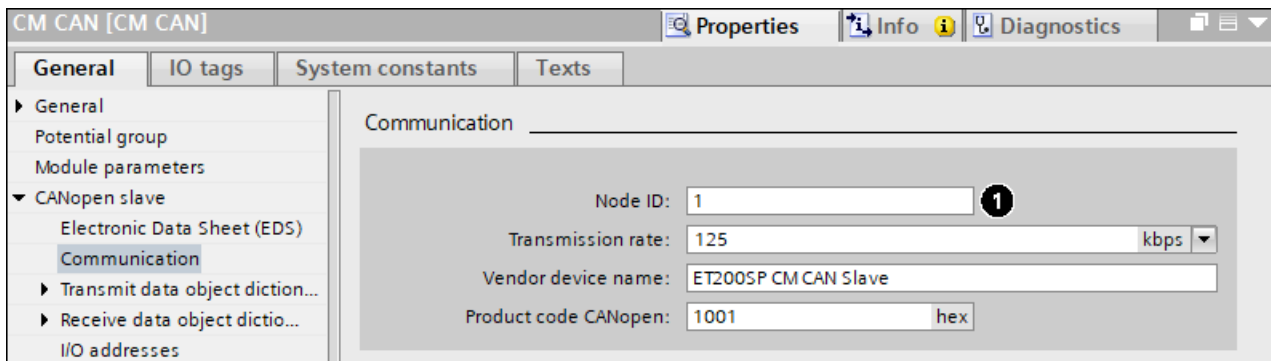 CM CAN [CM CAN]
Properties
Info
Diagnostics
General
IO tags
System constants
Texts
General
Potential group
Module parameters
CANopen slave
Electronic Data Sheet (EDS)
Communication
Transmit data object diction...
Receive data object dictio...
I/O addresses
Communication
Node ID: 1
1
Transmission rate: 125 kbps
Vendor device name: ET200SP CM CAN Slave
Product code CANopen: 1001 hex